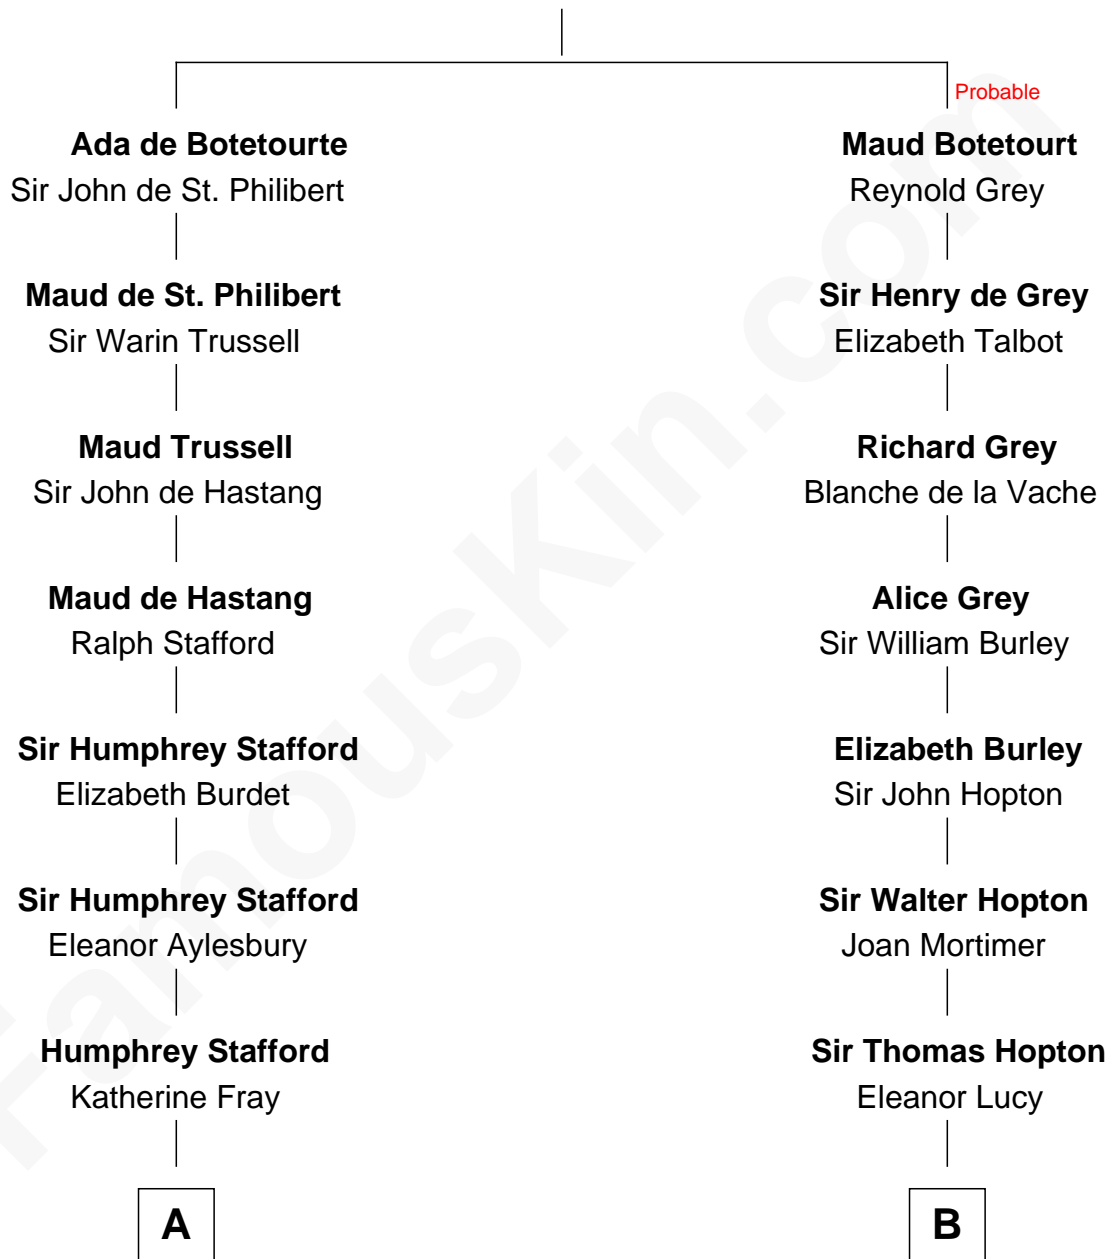 Probable
Ada de Botetourte
Sir John de St. Philibert
Maud de St. Philibert
Sir Warin Trussell
Maud Trussell
Sir John de Hastang
Maud de Hastang
Ralph Stafford
Sir Humphrey Stafford
Elizabeth Burdet
Sir Humphrey Stafford
Eleanor Aylesbury
Humphrey Stafford
Katherine Fray
A
Maud Botetourt
Reynold Grey
Sir Henry de Grey
Elizabeth Talbot
Richard Grey
Blanche de la Vache
Alice Grey
Sir William Burley
Elizabeth Burley
Sir John Hopton
Sir Walter Hopton
Joan Mortimer
Sir Thomas Hopton
Eleanor Lucy
B
FamousKin.com